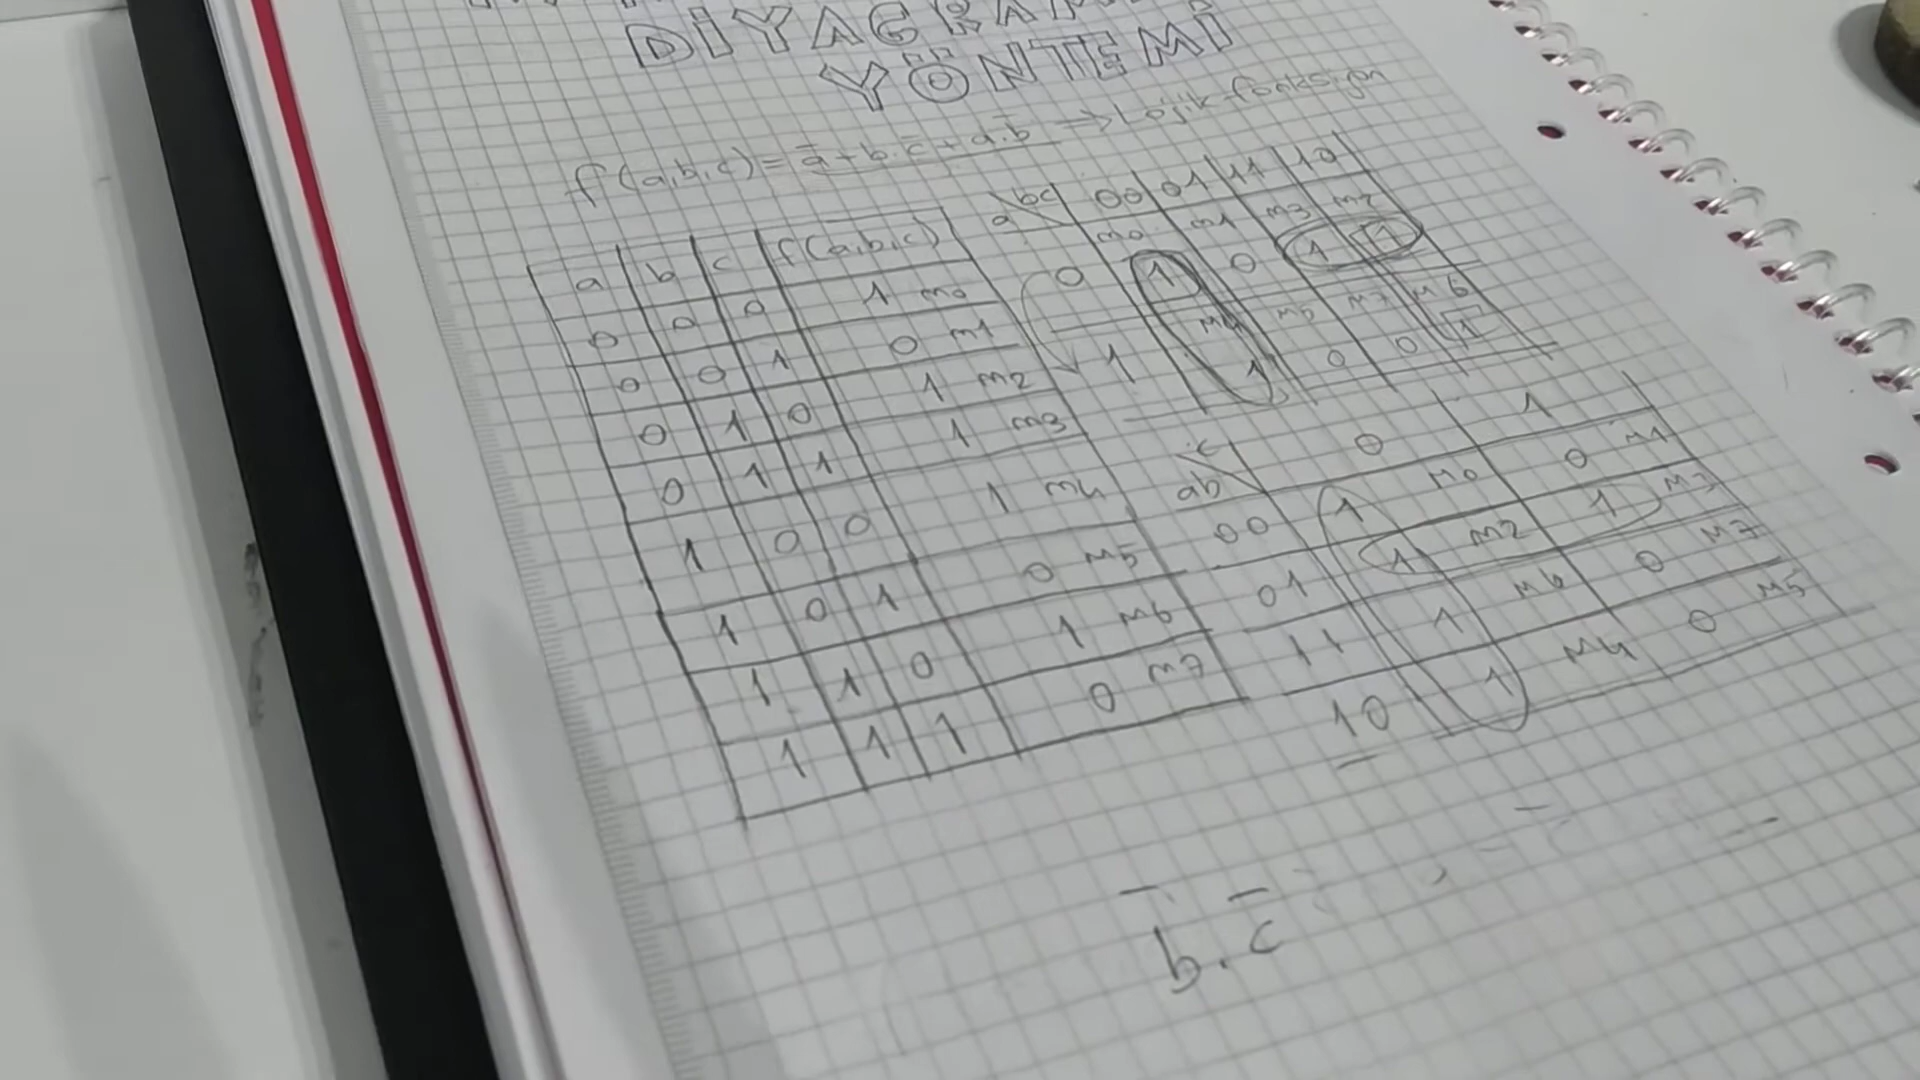 DİYAGRAM
YÖNTEMİ
f(a,b,c) = ā + b.c̄ + a.b̄ ⇒ Lojik fonksiyon
a b c f(a,b,c)
0 0 0 1 m0
0 0 1 0 m1
0 1 0 1 m2
0 1 1 1 m3
1 0 0 1 m4
1 0 1 0 M5
1 1 0 1 M6
1 1 1 0 m7
a bc 00 01 11 10
m0 m1 m3 m2
0 1 0 1 1
M4 M5 M7 M6
1 1 0 0 1
ab c 0 1
00 1 M0 0 M1
01 1 m2 1 M3
11 1 M6 0 M7
10 1 M4 0 M5
b̄.c̄